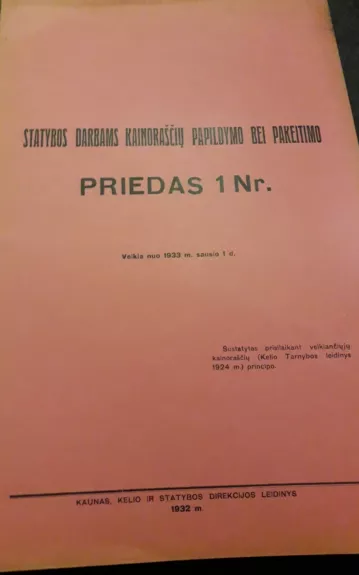 STATYBOS DARBAMS KAINORAŠČIŲ PAPILDYMO BEI PAKEITIMO
PRIEDAS 1 Nr.
Veikia nuo 1933 m. sausio 1 d.
Sustatytas prisilaikant veikiančiųjų
kainoraščių (Kelio Tarnybos leidinys
1924 m.) principo.
KAUNAS, KELIO IR STATYBOS DIREKCIJOS LEIDINYS
1932 m